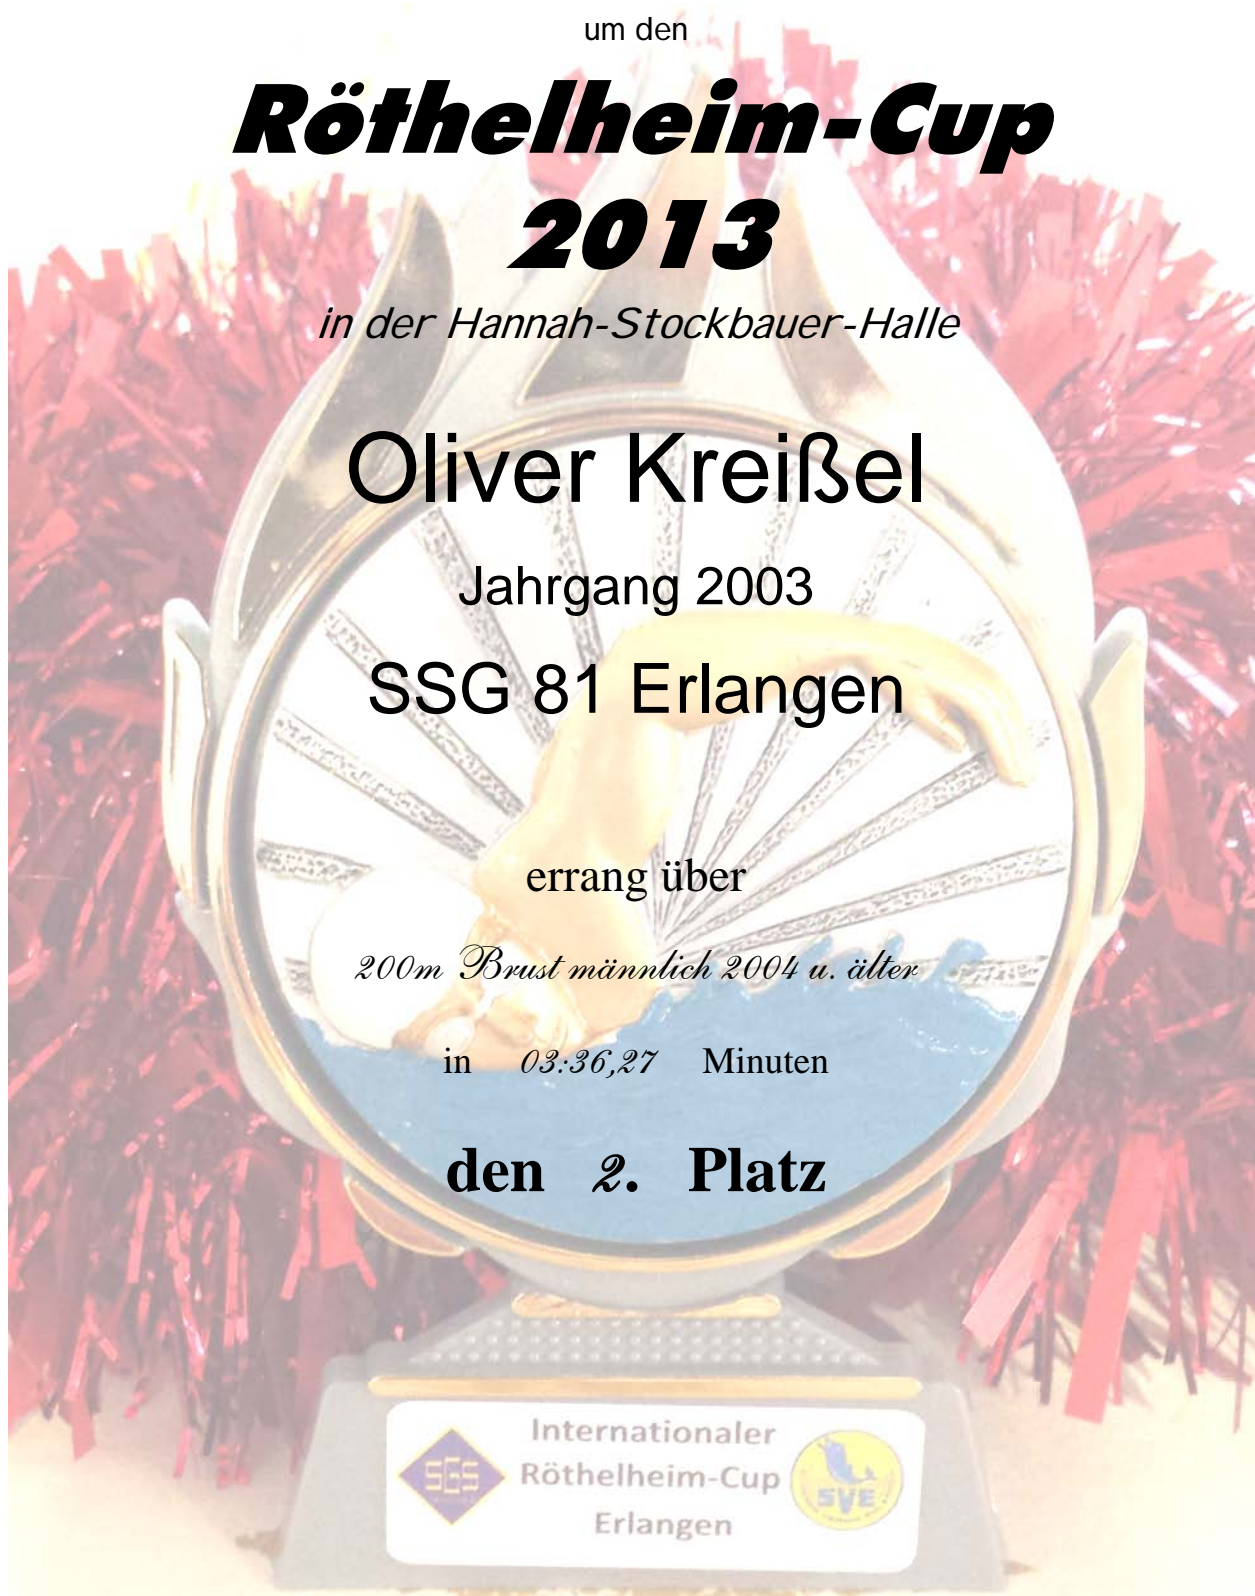 um den
Röthelheim-Cup
2013
in der Hannah-Stockbauer-Halle
Oliver Kreißel
Jahrgang 2003
SSG 81 Erlangen
errang über
200m Brust männlich 2004 u. älter
in 03:36,27 Minuten
den 2. Platz
Internationaler
SGS Röthelheim-Cup SVE
Erlangen